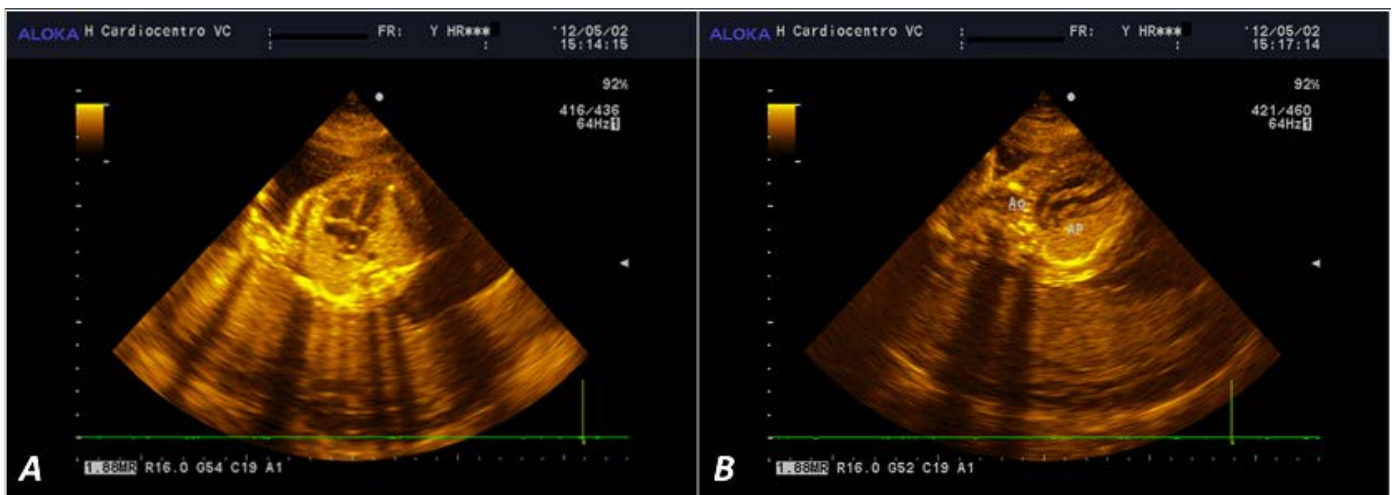 ALOKA H Cardiocentro VC : FR: Y HR*** '12/05/02
: : 15:14:15
92%
416/436
64Hz1
1.88MR R16.0 G54 C19 A1
A
ALOKA H Cardiocentro VC : FR: Y HR*** '12/05/02
: : 15:17:14
92%
421/460
64Hz1
Ao
AP
1.88MR R16.0 G52 C19 A1
B